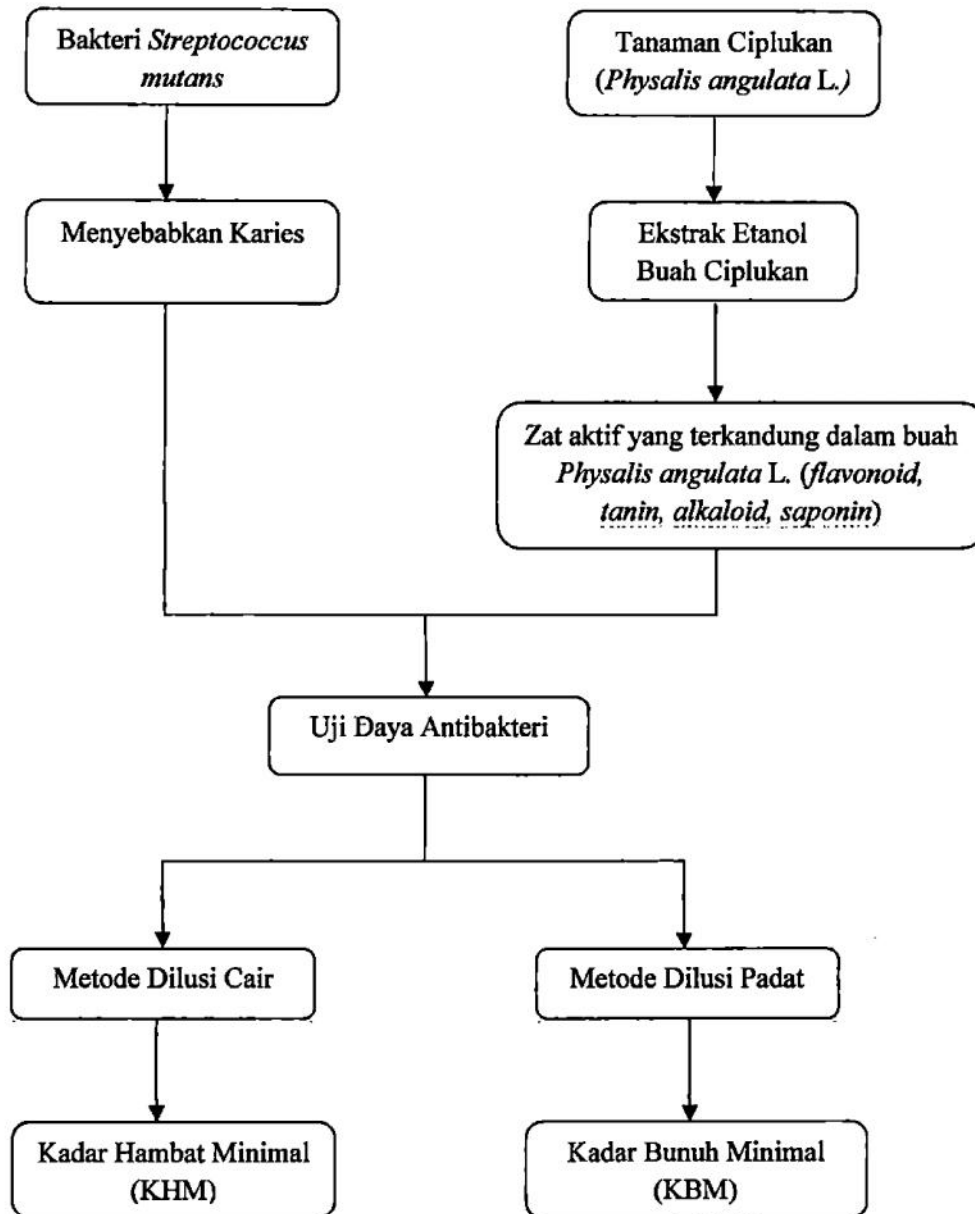 Bakteri Streptococcus
mutans
Tanaman Ciplukan
(Physalis angulata L.)
Menyebabkan Karies
Ekstrak Etanol
Buah Ciplukan
Zat aktif yang terkandung dalam buah
Physalis angulata L. (flavonoid,
tanin, alkaloid, saponin)
Uji Daya Antibakteri
Metode Dilusi Cair
Metode Dilusi Padat
Kadar Hambat Minimal
(KHM)
Kadar Bunuh Minimal
(KBM)